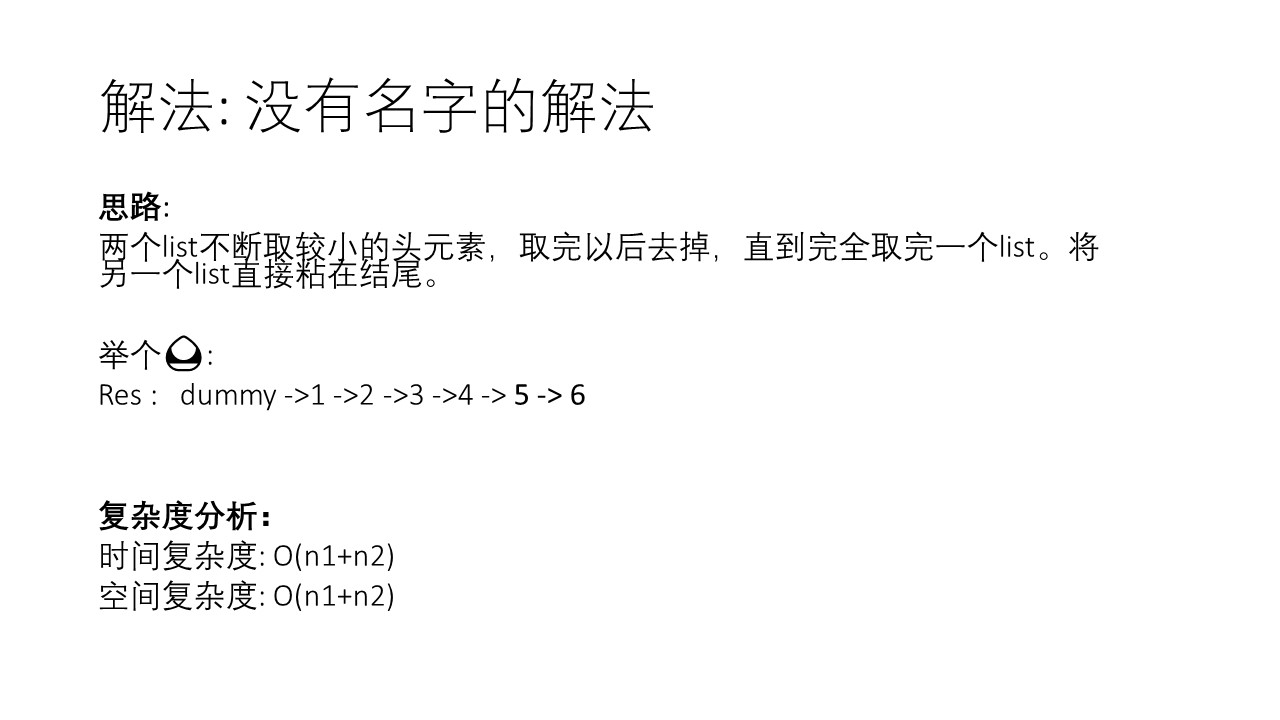 解法: 没有名字的解法
思路:
两个list不断取较小的头元素，取完以后去掉，直到完全取完一个list。将
另一个list直接粘在结尾。
举个🌰:
Res :   dummy ->1 ->2 ->3 ->4 -> 5 -> 6
复杂度分析：
时间复杂度: O(n1+n2)
空间复杂度: O(n1+n2)